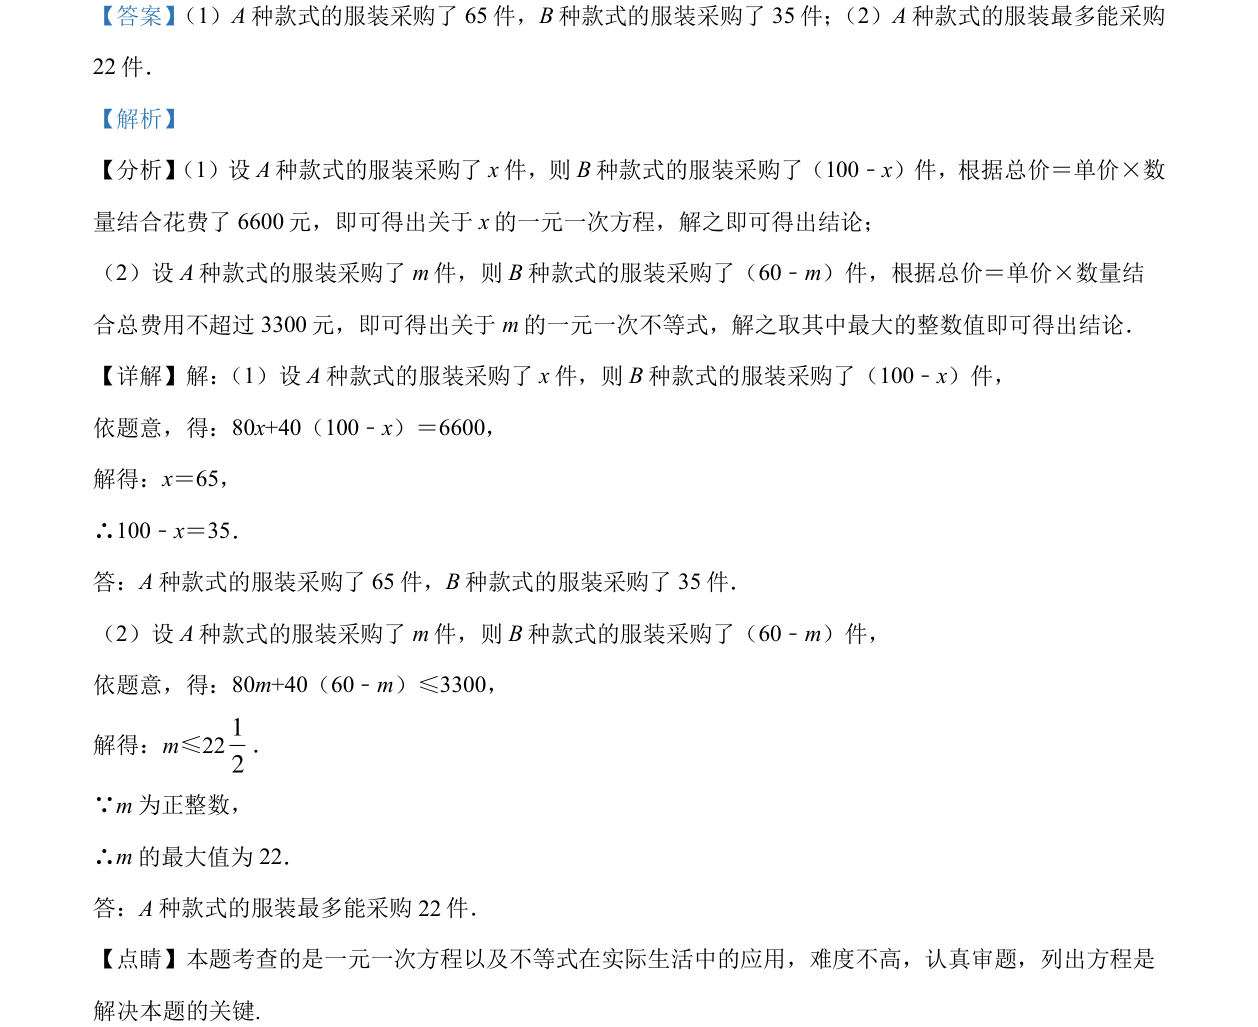 【答案】（1）A 种款式的服装采购了 65 件，B 种款式的服装采购了 35 件；（2）A 种款式的服装最多能采购
22 件．
【解析】
【分析】（1）设 A 种款式的服装采购了 x 件，则 B 种款式的服装采购了（100﹣x）件，根据总价＝单价×数
量结合花费了 6600 元，即可得出关于 x 的一元一次方程，解之即可得出结论；
（2）设 A 种款式的服装采购了 m 件，则 B 种款式的服装采购了（60﹣m）件，根据总价＝单价×数量结
合总费用不超过 3300 元，即可得出关于 m 的一元一次不等式，解之取其中最大的整数值即可得出结论．
【详解】解：（1）设 A 种款式的服装采购了 x 件，则 B 种款式的服装采购了（100﹣x）件，
依题意，得：80x+40（100﹣x）＝6600，
解得：x＝65，
∴100﹣x＝35．
答：A 种款式的服装采购了 65 件，B 种款式的服装采购了 35 件．
（2）设 A 种款式的服装采购了 m 件，则 B 种款式的服装采购了（60﹣m）件，
依题意，得：80m+40（60﹣m）≤3300，
解得：m≤22 1/2．
∵m 为正整数，
∴m 的最大值为 22．
答：A 种款式的服装最多能采购 22 件．
【点睛】本题考查的是一元一次方程以及不等式在实际生活中的应用，难度不高，认真审题，列出方程是
解决本题的关键.